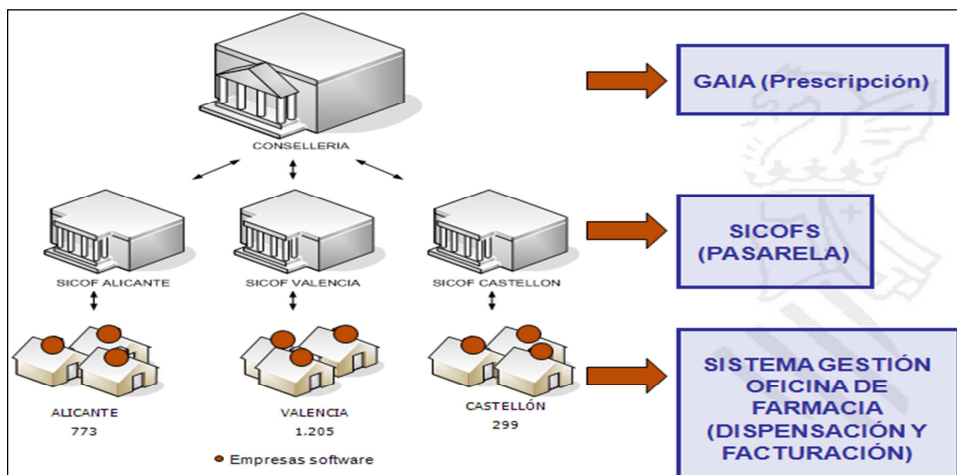 GAIA (Prescripción)
CONSELLERIA
SICOFS
(PASARELA)
SICOF ALICANTE
SICOF VALENCIA
SICOF CASTELLON
SISTEMA GESTIÓN
OFICINA DE
FARMACIA
(DISPENSACIÓN Y
FACTURACIÓN)
ALICANTE
773
VALENCIA
1.205
CASTELLÓN
299
Empresas software